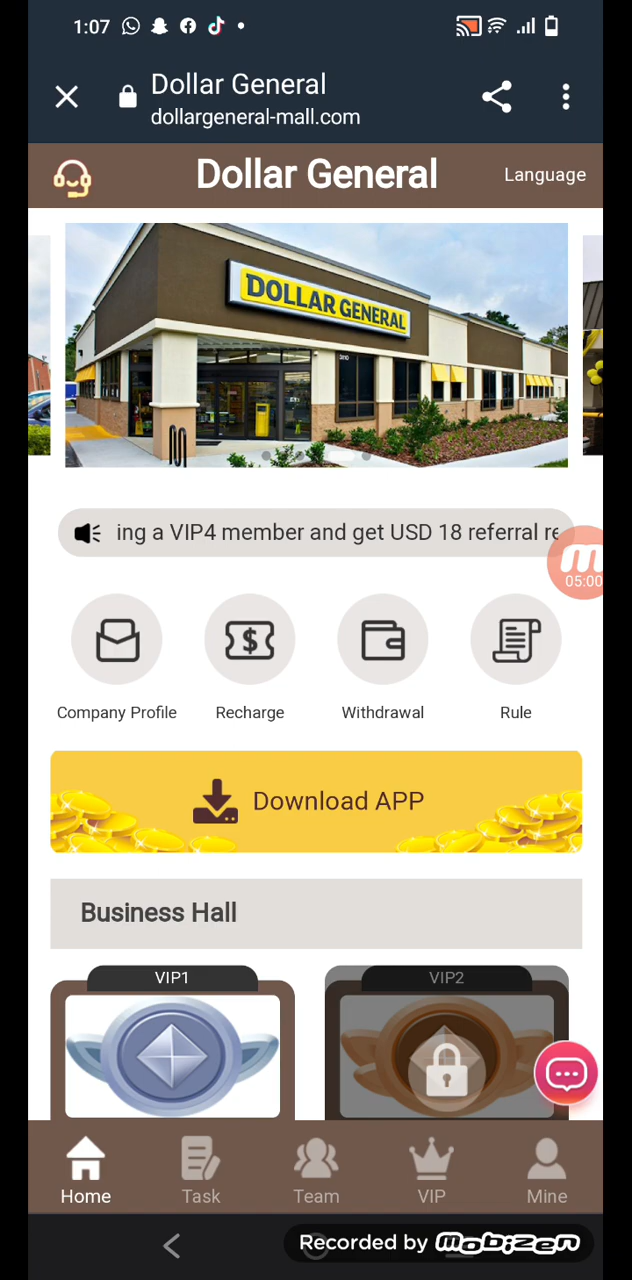 1:07
Dollar General
dollargeneral-mall.com
Dollar General
Language
DOLLAR GENERAL
ing a VIP4 member and get USD 18 referral re
m
05:00
Company Profile
Recharge
Withdrawal
Rule
Download APP
Business Hall
VIP1
VIP2
Home
Task
Team
VIP
Mine
Recorded by mobizen